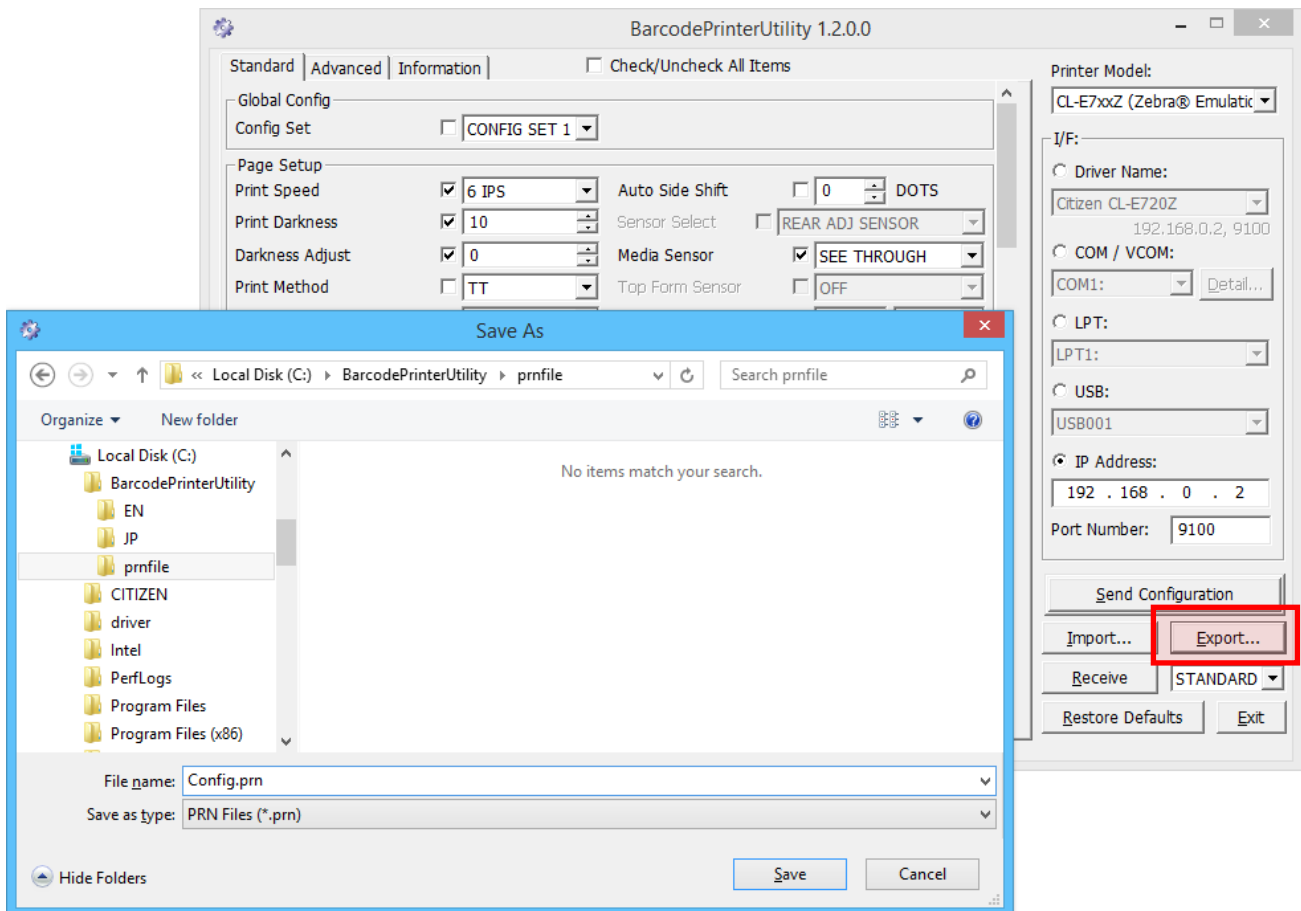 BarcodePrinterUtility 1.2.0.0
Standard Advanced Information Check/Uncheck All Items
Global Config
Config Set CONFIG SET 1
Page Setup
Print Speed 6 IPS Auto Side Shift 0 DOTS
Print Darkness 10 Sensor Select REAR ADJ SENSOR
Darkness Adjust 0 Media Sensor SEE THROUGH
Print Method TT Top Form Sensor OFF
Printer Model:
CL-E7xxZ (Zebra® Emulatic
I/F:
Driver Name:
Citizen CL-E720Z
192.168.0.2, 9100
COM / VCOM:
COM1: Detail...
LPT:
LPT1:
USB:
USB001
IP Address:
192 . 168 . 0 . 2
Port Number: 9100
Send Configuration
Import... Export...
Receive STANDARD
Restore Defaults Exit
Save As
« Local Disk (C:) BarcodePrinterUtility prnfile Search prnfile
Organize New folder
Local Disk (C:)
BarcodePrinterUtility
EN
JP
prnfile
CITIZEN
driver
Intel
PerfLogs
Program Files
Program Files (x86)
No items match your search.
File name: Config.prn
Save as type: PRN Files (*.prn)
Hide Folders Save Cancel